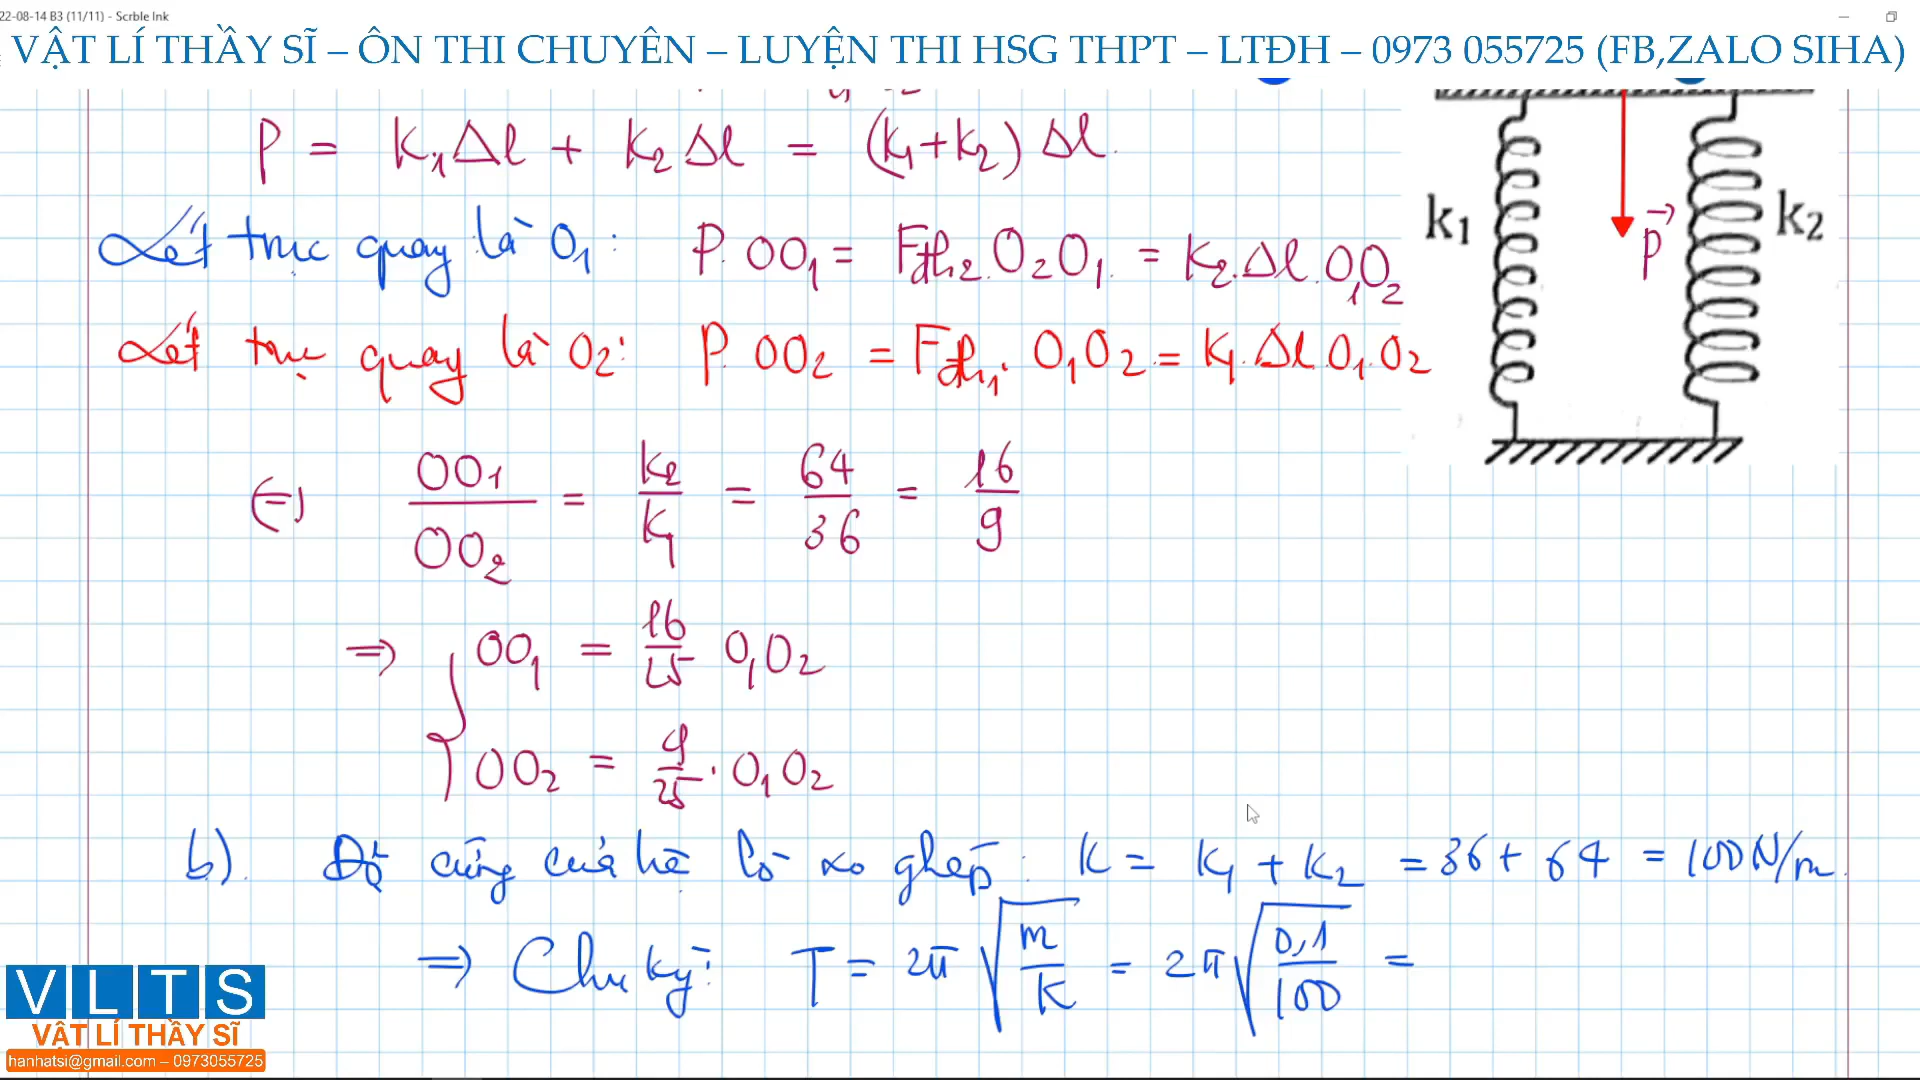 22-08-14 B3 (11/11) - Scrble Ink
VẬT LÍ THẦY SĨ – ÔN THI CHUYÊN – LUYỆN THI HSG THPT – LTĐH – 0973 055725 (FB,ZALO SIHA)
P = K₁Δl + K₂Δl = (k₁+k₂) Δl.
k₁
k₂
P⃗
Xét trục quay là O₁: P. OO₁ = Fđh₂. O₂O₁. = K₂.Δl.O₁O₂
Xét trục quay là O₂: P. OO₂ = Fđh₁. O₁O₂ = K₁.Δl.O₁.O₂
(=) OO₁/OO₂ = k₂/k₁ = 64/36 = 16/9
=> { OO₁ = 16/25 O₁O₂
OO₂ = 9/25 . O₁O₂
b). Độ cứng của hệ lò xo ghép: K = K₁ + K₂ = 36 + 64 = 100N/m.
=> Chu kỳ: T = 2π√(m/K) = 2π√(0,1/100) =
VLTS
VẬT LÍ THẦY SĨ
hanhatsi@gmail.com – 0973055725